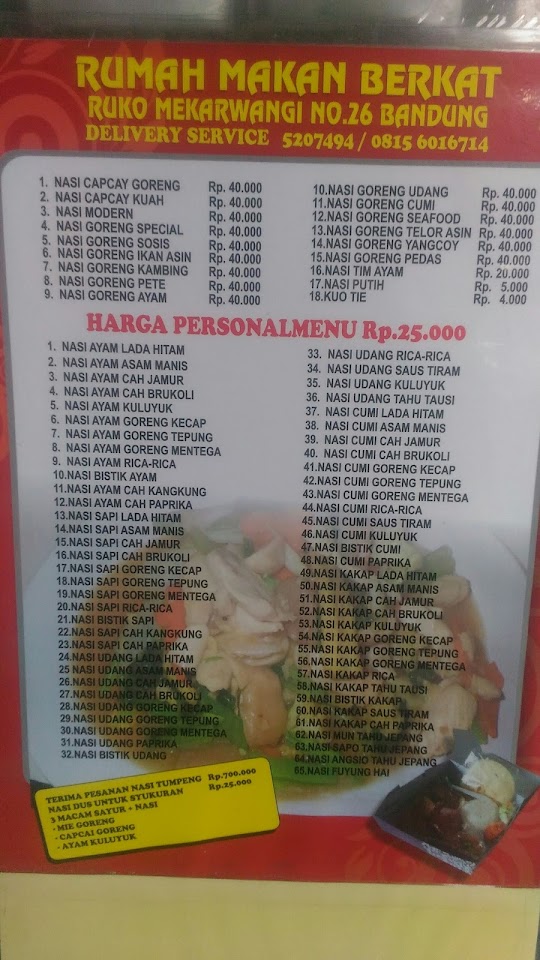 RUMAH MAKAN BERKAT
RUKO MEKARWANGI NO.26 BANDUNG
DELIVERY SERVICE 5207494 / 0815 6016714
1. NASI CAPCAY GORENG Rp. 40.000
2. NASI CAPCAY KUAH Rp. 40.000
3. NASI MODERN Rp. 40.000
4. NASI GORENG SPECIAL Rp. 40.000
5. NASI GORENG SOSIS Rp. 40.000
6. NASI GORENG IKAN ASIN Rp. 40.000
7. NASI GORENG KAMBING Rp. 40.000
8. NASI GORENG PETE Rp. 40.000
9. NASI GORENG AYAM Rp. 40.000
10.NASI GORENG UDANG Rp. 40.000
11.NASI GORENG CUMI Rp. 40.000
12.NASI GORENG SEAFOOD Rp. 40.000
13.NASI GORENG TELOR ASIN Rp. 40.000
14.NASI GORENG YANGCOY Rp. 40.000
15.NASI GORENG PEDAS Rp. 40.000
16.NASI TIM AYAM Rp. 20.000
17.NASI PUTIH Rp. 5.000
18.KUO TIE Rp. 4.000
HARGA PERSONALMENU Rp.25.000
1. NASI AYAM LADA HITAM
2. NASI AYAM ASAM MANIS
3. NASI AYAM CAH JAMUR
4. NASI AYAM CAH BRUKOLI
5. NASI AYAM KULUYUK
6. NASI AYAM GORENG KECAP
7. NASI AYAM GORENG TEPUNG
8. NASI AYAM GORENG MENTEGA
9. NASI AYAM RICA-RICA
10.NASI BISTIK AYAM
11.NASI AYAM CAH KANGKUNG
12.NASI AYAM CAH PAPRIKA
13.NASI SAPI LADA HITAM
14.NASI SAPI ASAM MANIS
15.NASI SAPI CAH JAMUR
16.NASI SAPI CAH BRUKOLI
17.NASI SAPI GORENG KECAP
18.NASI SAPI GORENG TEPUNG
19.NASI SAPI GORENG MENTEGA
20.NASI SAPI RICA-RICA
21.NASI BISTIK SAPI
22.NASI SAPI CAH KANGKUNG
23.NASI SAPI CAH PAPRIKA
24.NASI UDANG LADA HITAM
25.NASI UDANG ASAM MANIS
26.NASI UDANG CAH JAMUR
27.NASI UDANG CAH BRUKOLI
28.NASI UDANG GORENG KECAP
29.NASI UDANG GORENG TEPUNG
30.NASI UDANG GORENG MENTEGA
31.NASI UDANG PAPRIKA
32.NASI BISTIK UDANG
33. NASI UDANG RICA-RICA
34. NASI UDANG SAUS TIRAM
35. NASI UDANG KULUYUK
36. NASI UDANG TAHU TAUSI
37. NASI CUMI LADA HITAM
38. NASI CUMI ASAM MANIS
39. NASI CUMI CAH JAMUR
40. NASI CUMI CAH BRUKOLI
41.NASI CUMI GORENG KECAP
42.NASI CUMI GORENG TEPUNG
43.NASI CUMI GORENG MENTEGA
44.NASI CUMI RICA-RICA
45.NASI CUMI SAUS TIRAM
46.NASI CUMI KULUYUK
47.NASI BISTIK CUMI
48.NASI CUMI PAPRIKA
49.NASI KAKAP LADA HITAM
50.NASI KAKAP ASAM MANIS
51.NASI KAKAP CAH JAMUR
52.NASI KAKAP CAH BRUKOLI
53.NASI KAKAP KULUYUK
54.NASI KAKAP GORENG KECAP
55.NASI KAKAP GORENG TEPUNG
56.NASI KAKAP GORENG MENTEGA
57.NASI KAKAP RICA
58.NASI KAKAP TAHU TAUSI
59.NASI BISTIK KAKAP
60.NASI KAKAP SAUS TIRAM
61.NASI KAKAP CAH PAPRIKA
62.NASI MUN TAHU JEPANG
63.NASI SAPO TAHU JEPANG
64.NASI ANGSIO TAHU JEPANG
65.NASI FUYUNG HAI
TERIMA PESANAN NASI TUMPENG Rp.700.000
NASI DUS UNTUK SYUKURAN Rp.25.000
3 MACAM SAYUR + NASI
- MIE GORENG
- CAPCAI GORENG
- AYAM KULUYUK